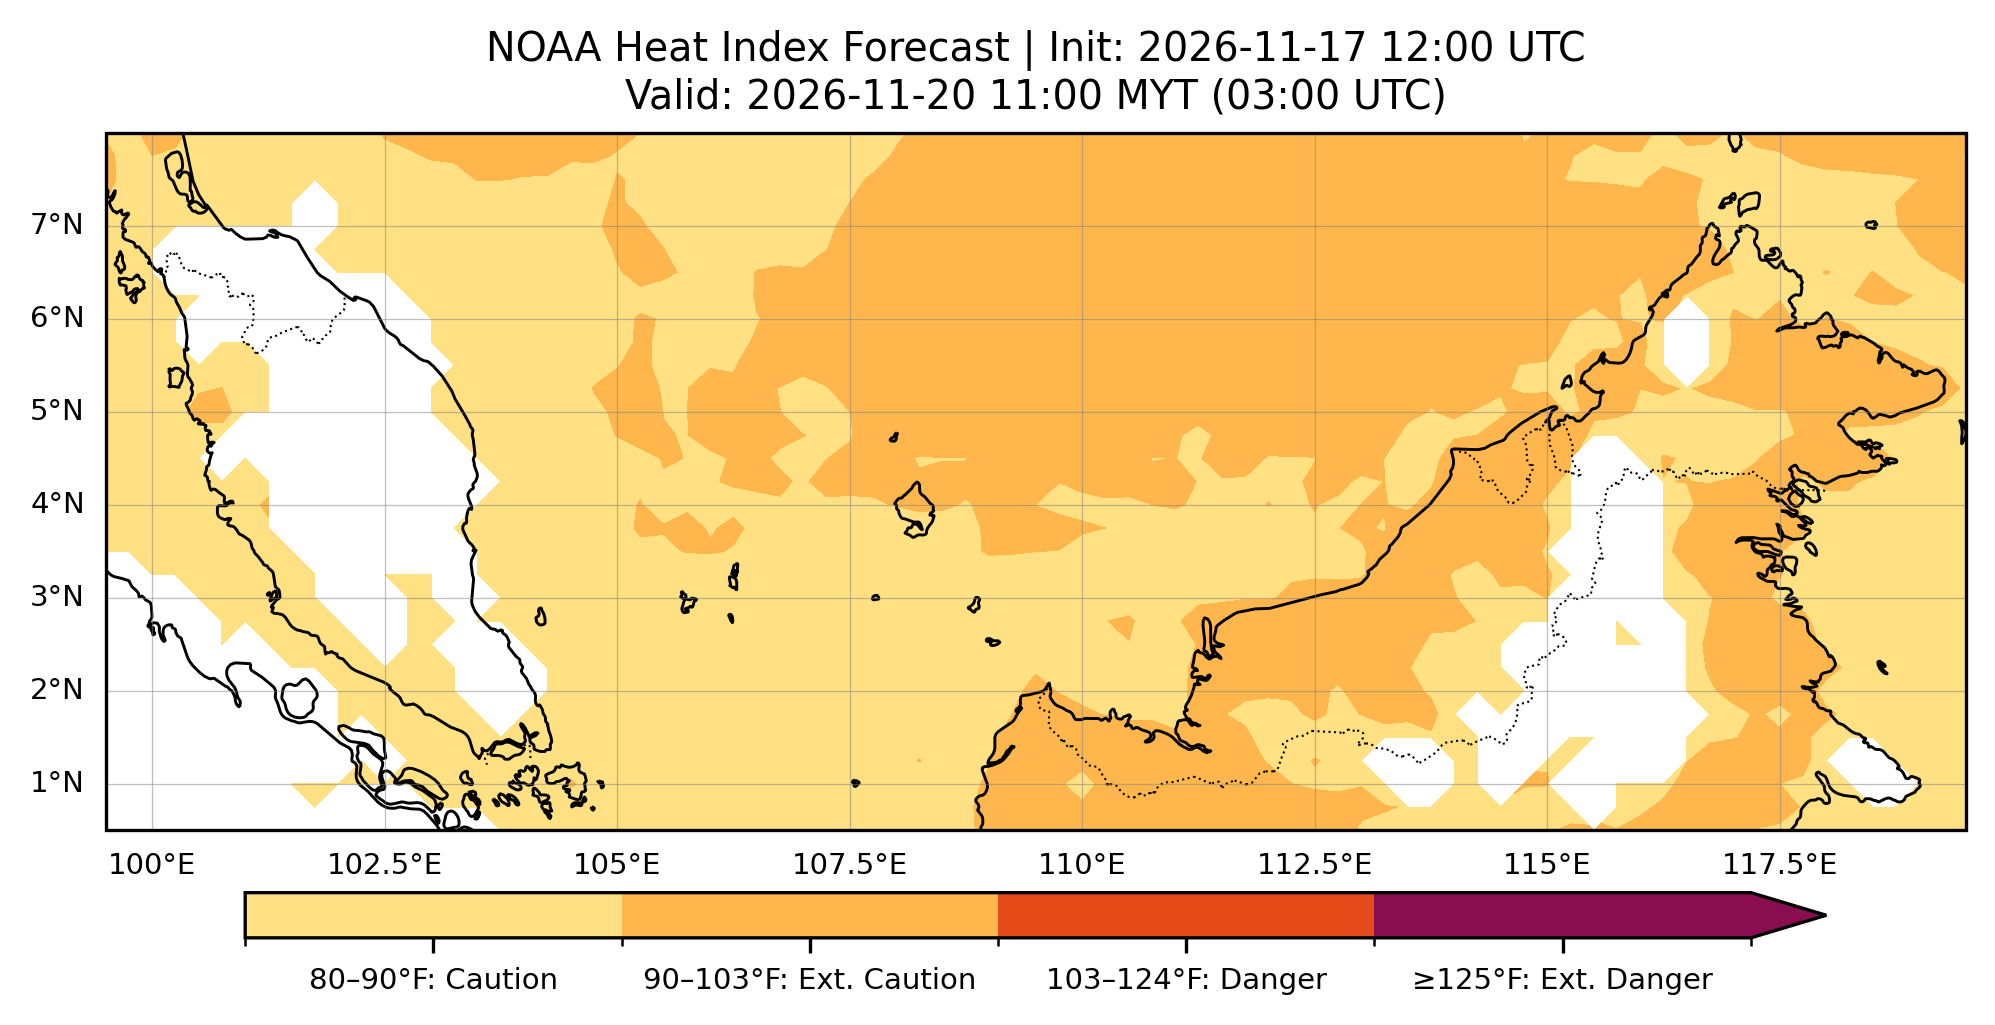 NOAA Heat Index Forecast | Init: 2026-11-17 12:00 UTC
Valid: 2026-11-20 11:00 MYT (03:00 UTC)
7°N
6°N
5°N
4°N
3°N
2°N
1°N
100°E 102.5°E 105°E 107.5°E 110°E 112.5°E 115°E 117.5°E
80–90°F: Caution 90–103°F: Ext. Caution 103–124°F: Danger ≥125°F: Ext. Danger